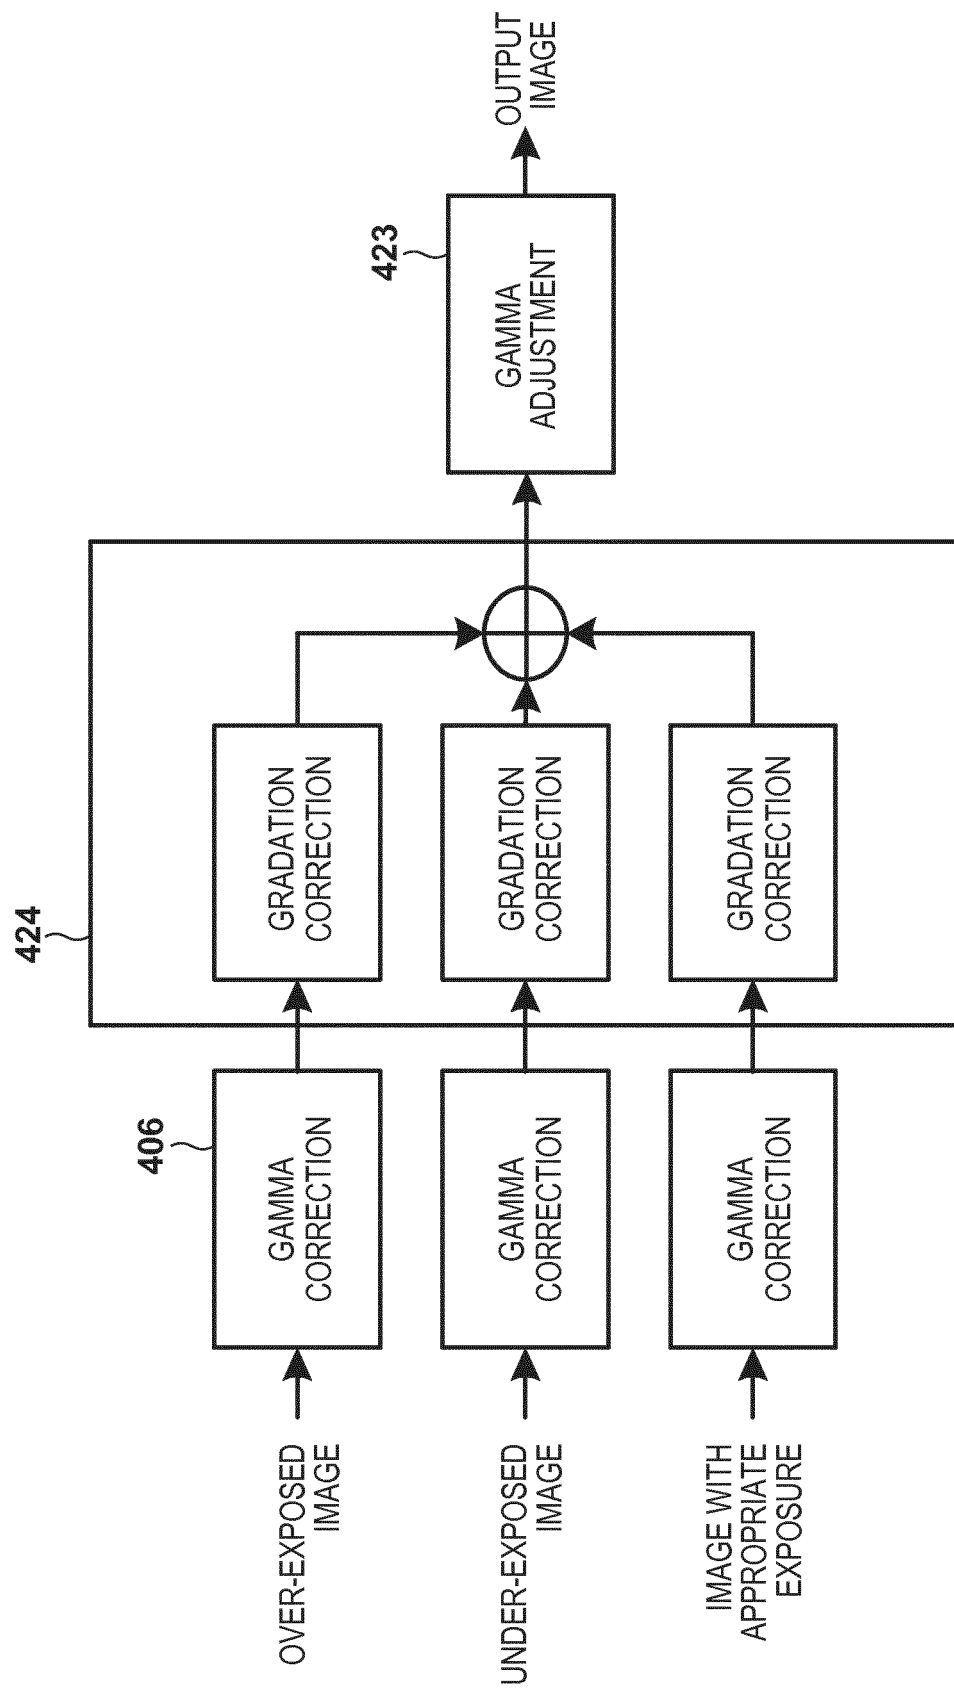 424
423
406
OVER-EXPOSED
IMAGE
GAMMA
CORRECTION
GRADATION
CORRECTION
UNDER-EXPOSED
IMAGE
GAMMA
CORRECTION
GRADATION
CORRECTION
GAMMA
ADJUSTMENT
OUTPUT
IMAGE
IMAGE WITH
APPROPRIATE
EXPOSURE
GAMMA
CORRECTION
GRADATION
CORRECTION